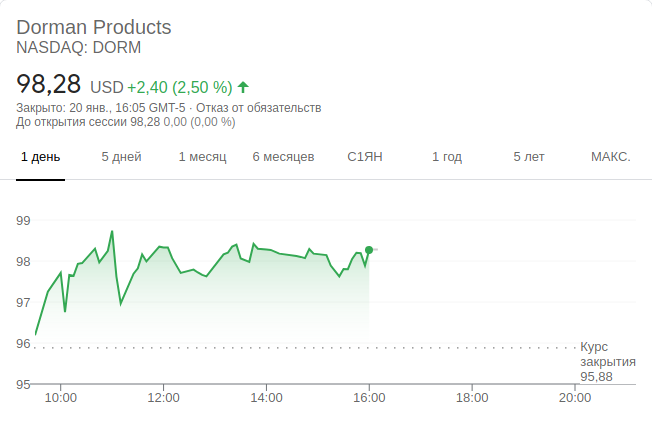 Dorman Products
NASDAQ: DORM
98,28 USD +2,40 (2,50 %)
Закрыто: 20 янв., 16:05 GMT-5 · Отказ от обязательств
До открытия сессии 98,28 0,00 (0,00 %)
1 день 5 дней 1 месяц 6 месяцев С1ЯН 1 год 5 лет МАКС.
99
98
97
96
Курс
закрытия
95,88
95
10:00 12:00 14:00 16:00 18:00 20:00